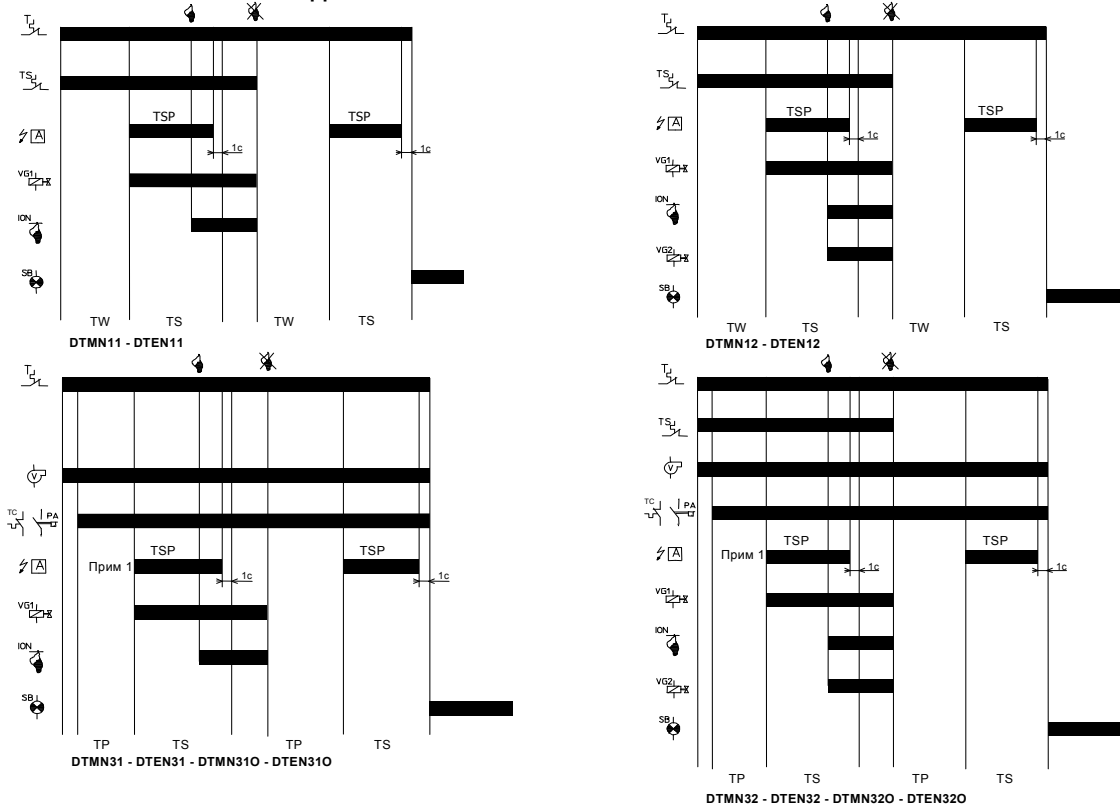 T
TS
TSP
TSP
A
1c
1c
VG1
ION
SB
TW
TS
TW
TS
DTMN11 - DTEN11
T
TS
TSP
TSP
A
1c
1c
VG1
ION
VG2
SB
TW
TS
TW
TS
DTMN12 - DTEN12
T
V
TC
PA
TSP
TSP
A
Прим 1
1c
1c
VG1
ION
SB
TP
TS
TP
TS
DTMN31 - DTEN31 - DTMN31O - DTEN31O
T
TS
V
TC
PA
TSP
TSP
A
Прим 1
1c
1c
VG1
ION
VG2
SB
TP
TS
TP
TS
DTMN32 - DTEN32 - DTMN32O - DTEN32O